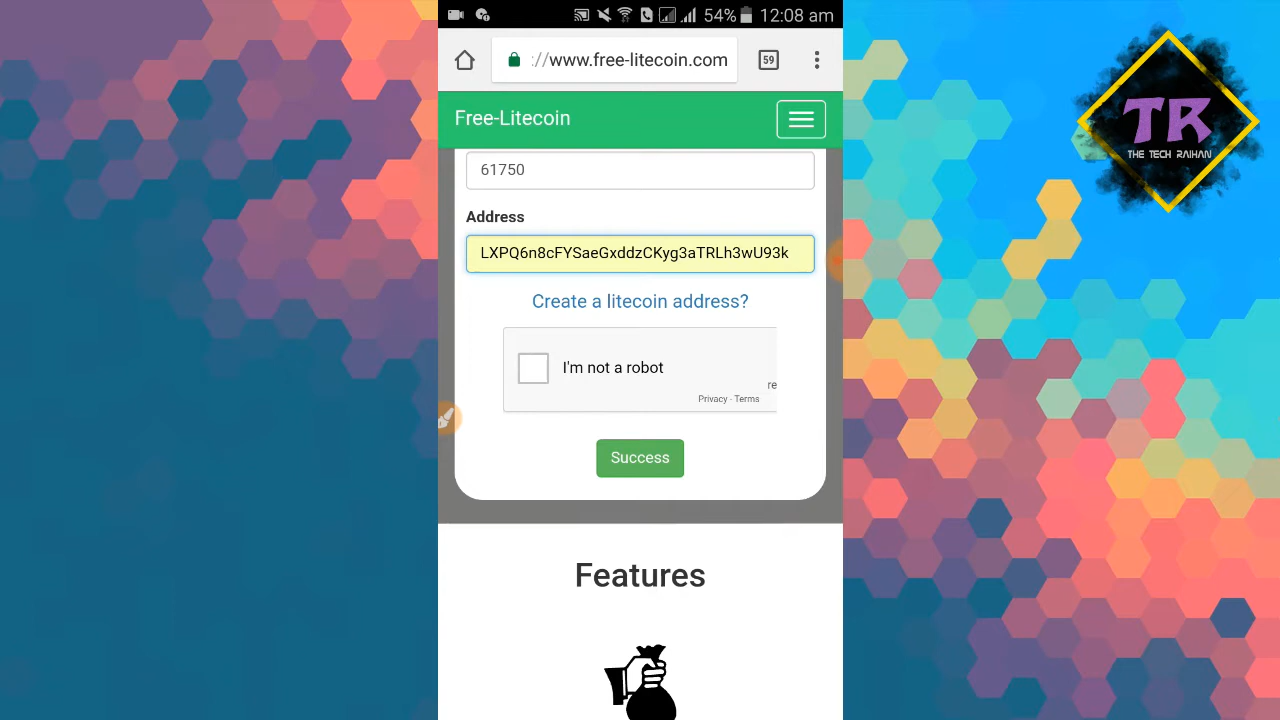 54% 12:08 am
://www.free-litecoin.com
59
Free-Litecoin
61750
Address
LXPQ6n8cFYSaeGxddzCKyg3aTRLh3wU93k
Create a litecoin address?
I'm not a robot
re
Privacy - Terms
Success
Features
TR
THE TECH RAIHAN